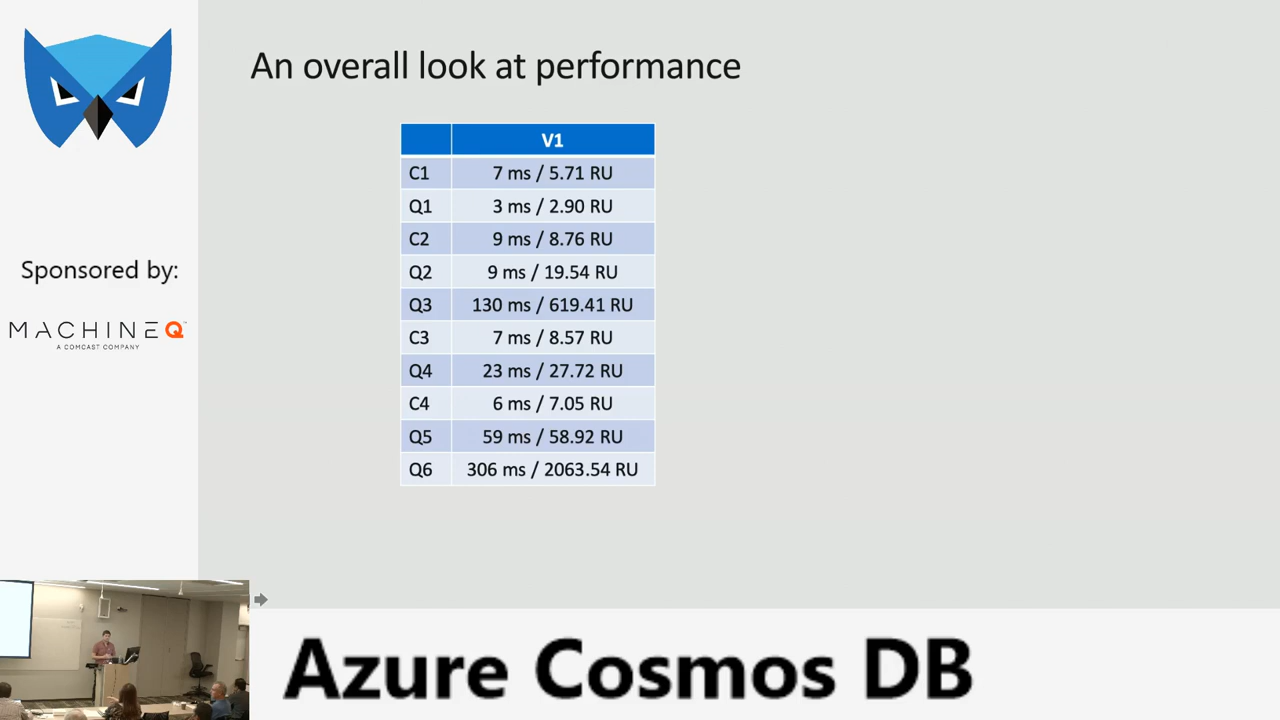 An overall look at performance
V1
C1 7 ms / 5.71 RU
Q1 3 ms / 2.90 RU
C2 9 ms / 8.76 RU
Q2 9 ms / 19.54 RU
Q3 130 ms / 619.41 RU
C3 7 ms / 8.57 RU
Q4 23 ms / 27.72 RU
C4 6 ms / 7.05 RU
Q5 59 ms / 58.92 RU
Q6 306 ms / 2063.54 RU
Sponsored by:
MACHINEQ™
A COMCAST COMPANY
Azure Cosmos DB